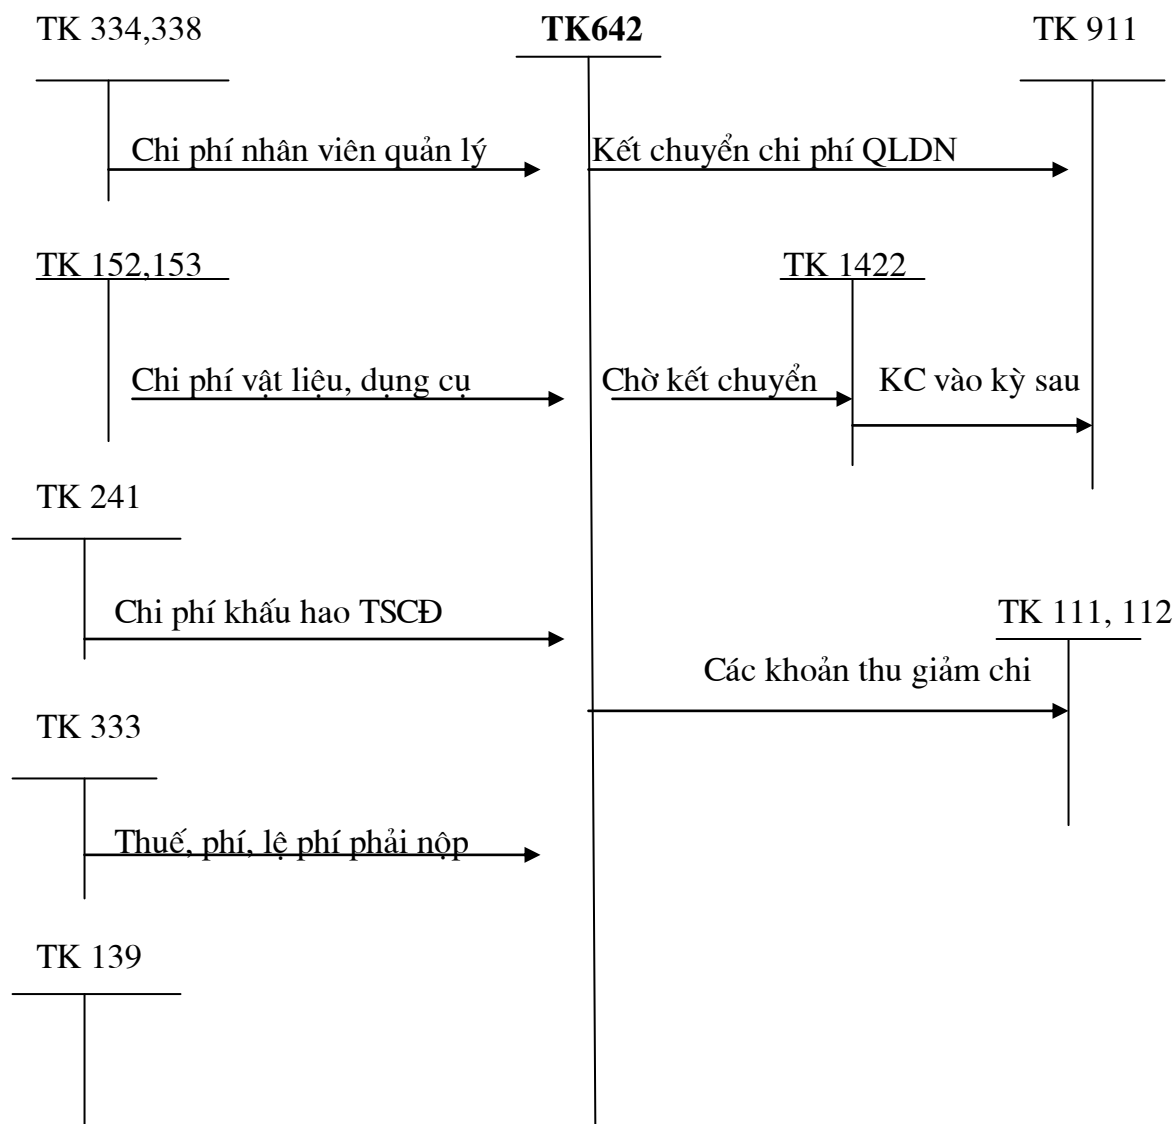 TK 334,338 TK642 TK 911
Chi phí nhân viên quản lý Kết chuyển chi phí QLDN
TK 152,153 TK 1422
Chi phí vật liệu, dụng cụ Chờ kết chuyển KC vào kỳ sau
TK 241
Chi phí khấu hao TSCĐ TK 111, 112
Các khoản thu giảm chi
TK 333
Thuế, phí, lệ phí phải nộp
TK 139